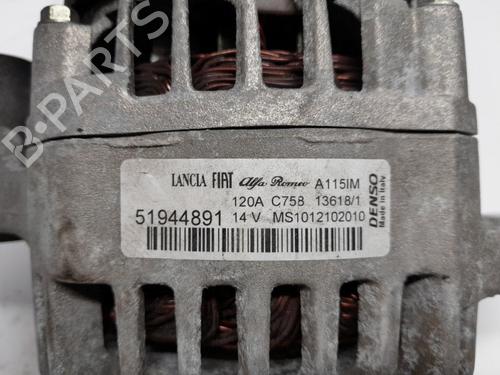 B-PARTS
LANCIA FIAT Alfa Romeo A115IM
120A C758 13618/1
51944891 14 V MS1012102010
DENSO
Made in Italy